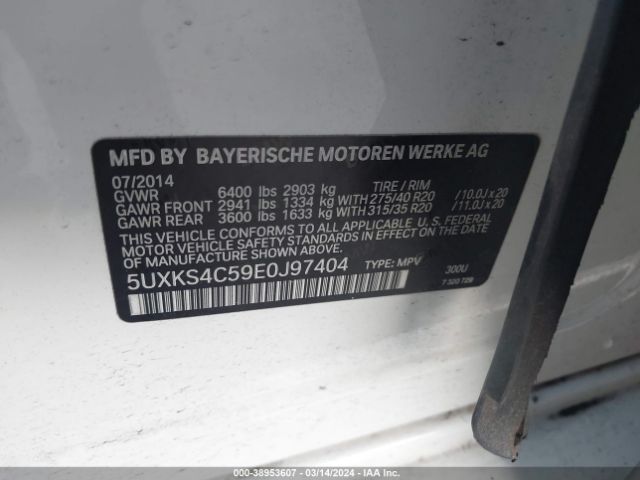 MFD BY BAYERISCHE MOTOREN WERKE AG
07/2014
GVWR 6400 lbs 2903 kg TIRE / RIM
GAWR FRONT 2941 lbs 1334 kg WITH 275/40 R20 /10.0J x 20
GAWR REAR 3600 lbs 1633 kg WITH 315/35 R20 /11.0J x 20
THIS VEHICLE CONFORMS TO ALL APPLICABLE U.S. FEDERAL
MOTOR VEHICLE SAFETY STANDARDS IN EFFECT ON THE DATE
OF MANUFACTURE SHOWN ABOVE.
5UXKS4C59E0J97404 TYPE: MPV 300U
7 320 729
000-38953607 - 03/14/2024 - IAA Inc.